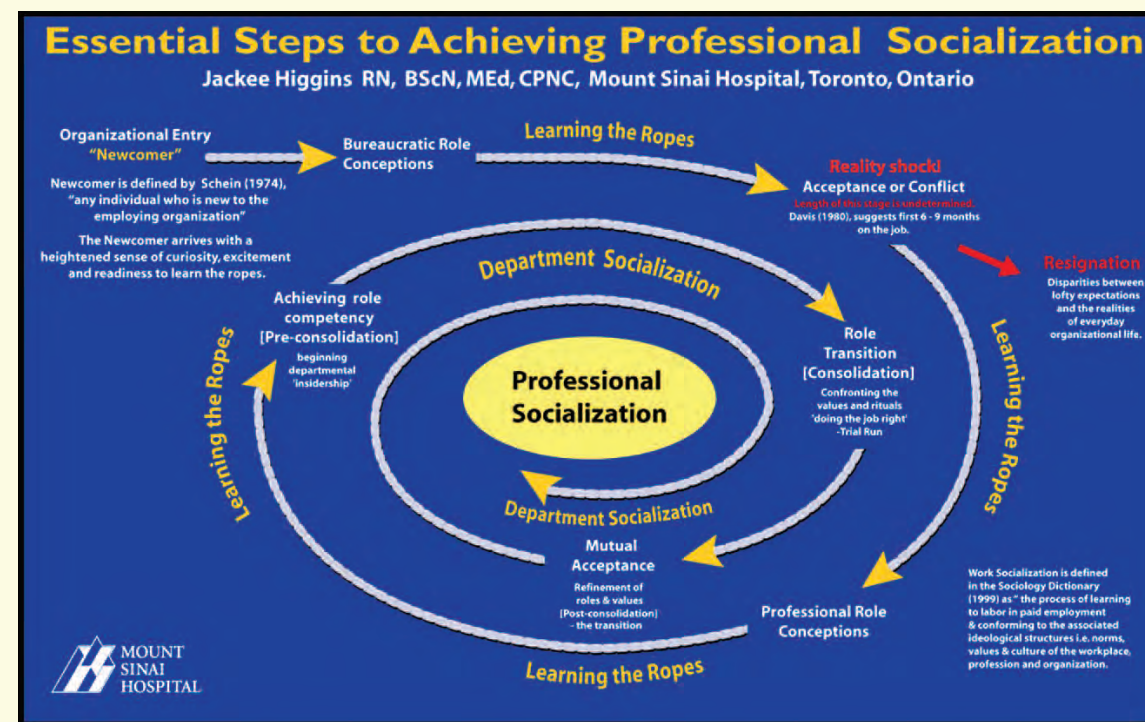 Essential Steps to Achieving Professional Socialization
Jackee Higgins RN, BScN, MEd, CPNC, Mount Sinai Hospital, Toronto, Ontario
Organizational Entry
"Newcomer"
Newcomer is defined by Schein (1974),
"any individual who is new to the
employing organization"
The Newcomer arrives with a
heightened sense of curiosity, excitement
and readiness to learn the ropes.
Bureaucratic Role
Conceptions
Learning the Ropes
Reality shock!
Acceptance or Conflict
Length of this stage is undetermined.
Davis (1980), suggests first 6 - 9 months
on the job.
Resignation
Disparities between
lofty expectations
and the realities
of everyday
organizational life.
Learning the Ropes
Professional Role
Conceptions
Learning the Ropes
Learning the Ropes
Achieving role
competency
[Pre-consolidation]
beginning
departmental
'insidership'
Department Socialization
Role
Transition
[Consolidation]
Confronting the
values and rituals
'doing the job right'
-Trial Run
Mutual
Acceptance
Refinement of
roles & values
[Post-consolidation]
- the transition
Department Socialization
Professional
Socialization
Work Socialization is defined
in the Sociology Dictionary
(1999) as " the process of learning
to labor in paid employment
& conforming to the associated
ideological structures i.e. norms,
values & culture of the workplace,
profession and organization.
MOUNT
SINAI
HOSPITAL